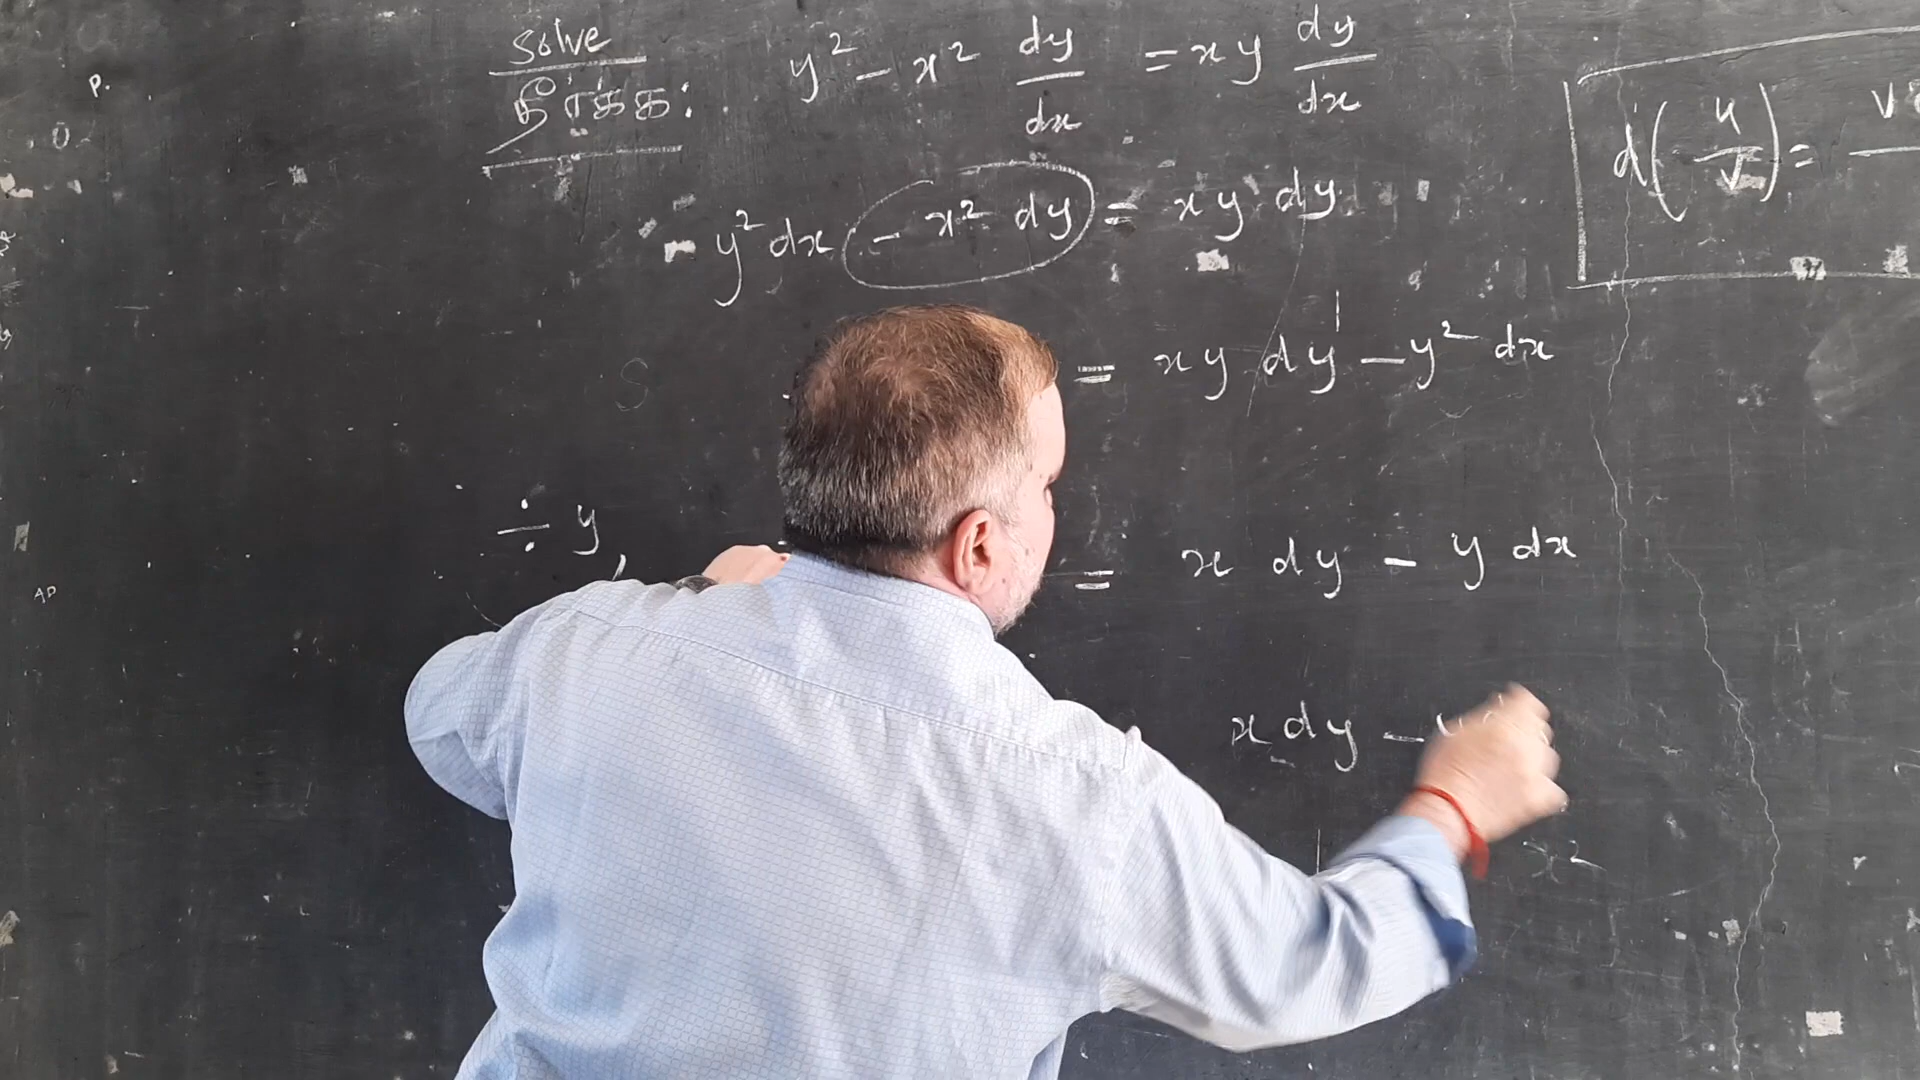 Solve
தீர்க்க: y² - x² dy/dx = xy dy/dx
y² dx - x² dy = xy dy
= xy dy - y² dx
÷ y,
= x dy - y dx
x dy - y
x²
d(u/v) =
P.
AD